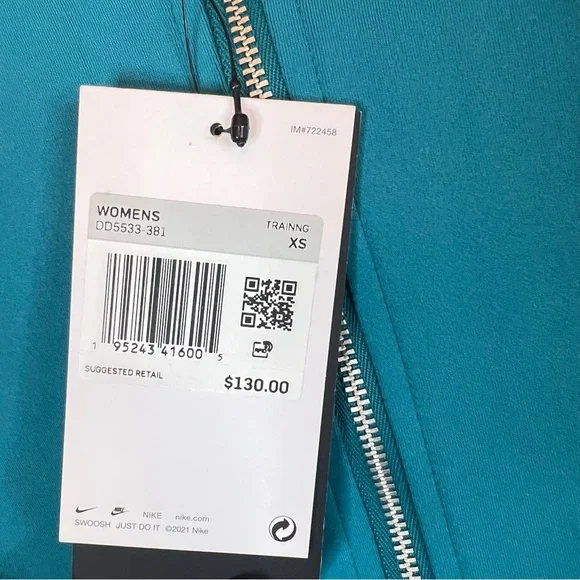 IM#722458
WOMENS
DD5533-381 TRAINNG
XS
1 95243 41600 5
SUGGESTED RETAIL
$130.00
NIKE nike.com
SWOOSH JUST DO IT ©2021 Nike